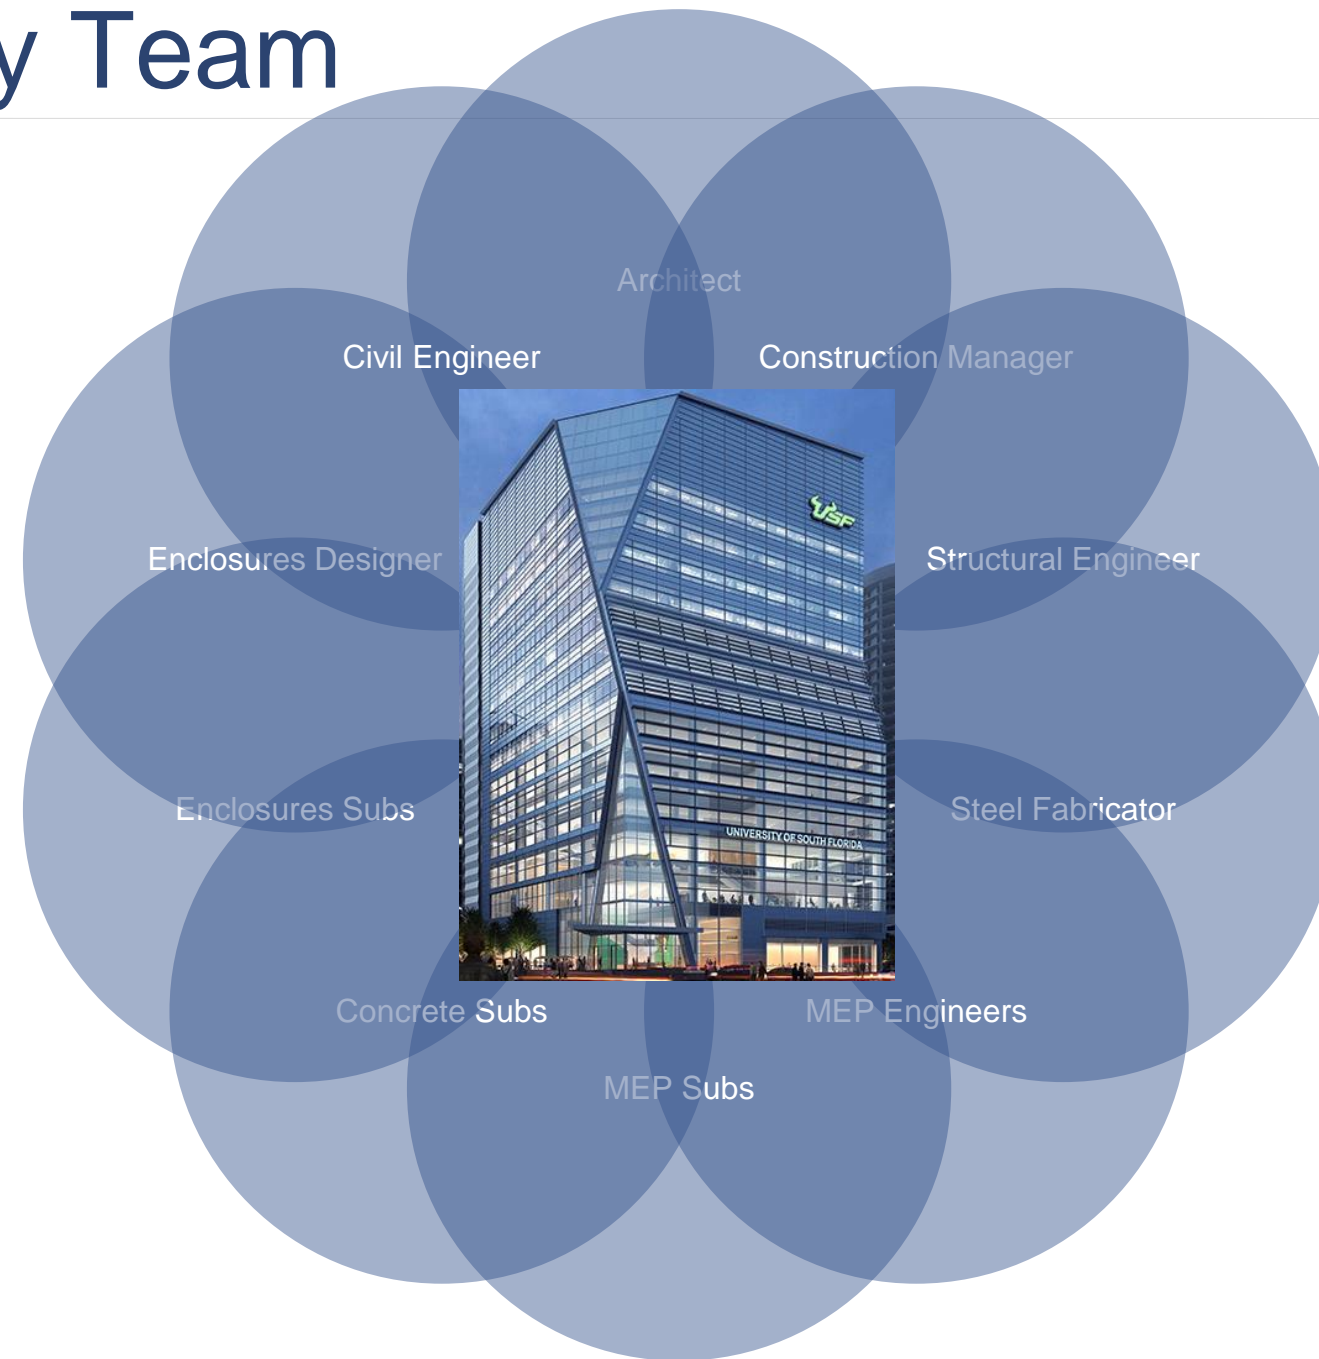 y Team
Architect
Civil Engineer
Construction Manager
Enclosures Designer
Structural Engineer
USF
UNIVERSITY OF SOUTH FLORIDA
Enclosures Subs
Steel Fabricator
Concrete Subs
MEP Engineers
MEP Subs